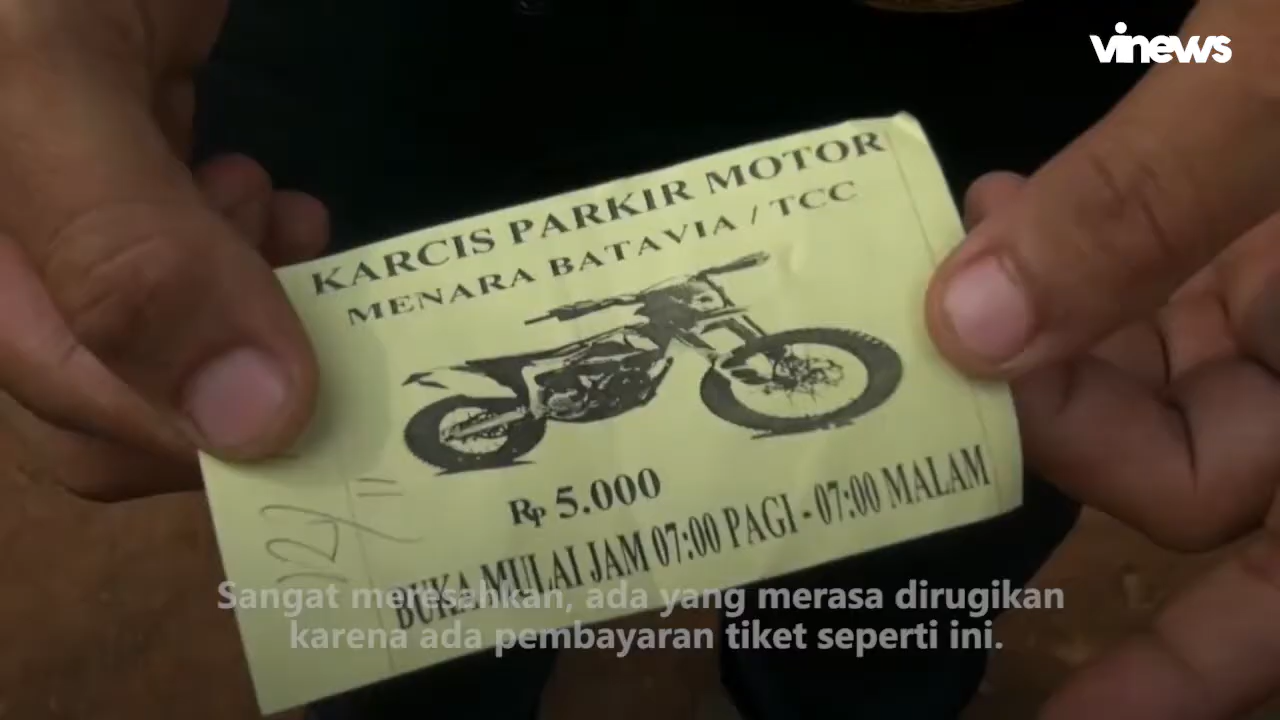 vinews
KARCIS PARKIR MOTOR
MENARA BATAVIA / TCC
Rp 5.000
BUKA MULAI JAM 07:00 PAGI - 07:00 MALAM
Sangat meresahkan, ada yang merasa dirugikan
karena ada pembayaran tiket seperti ini.